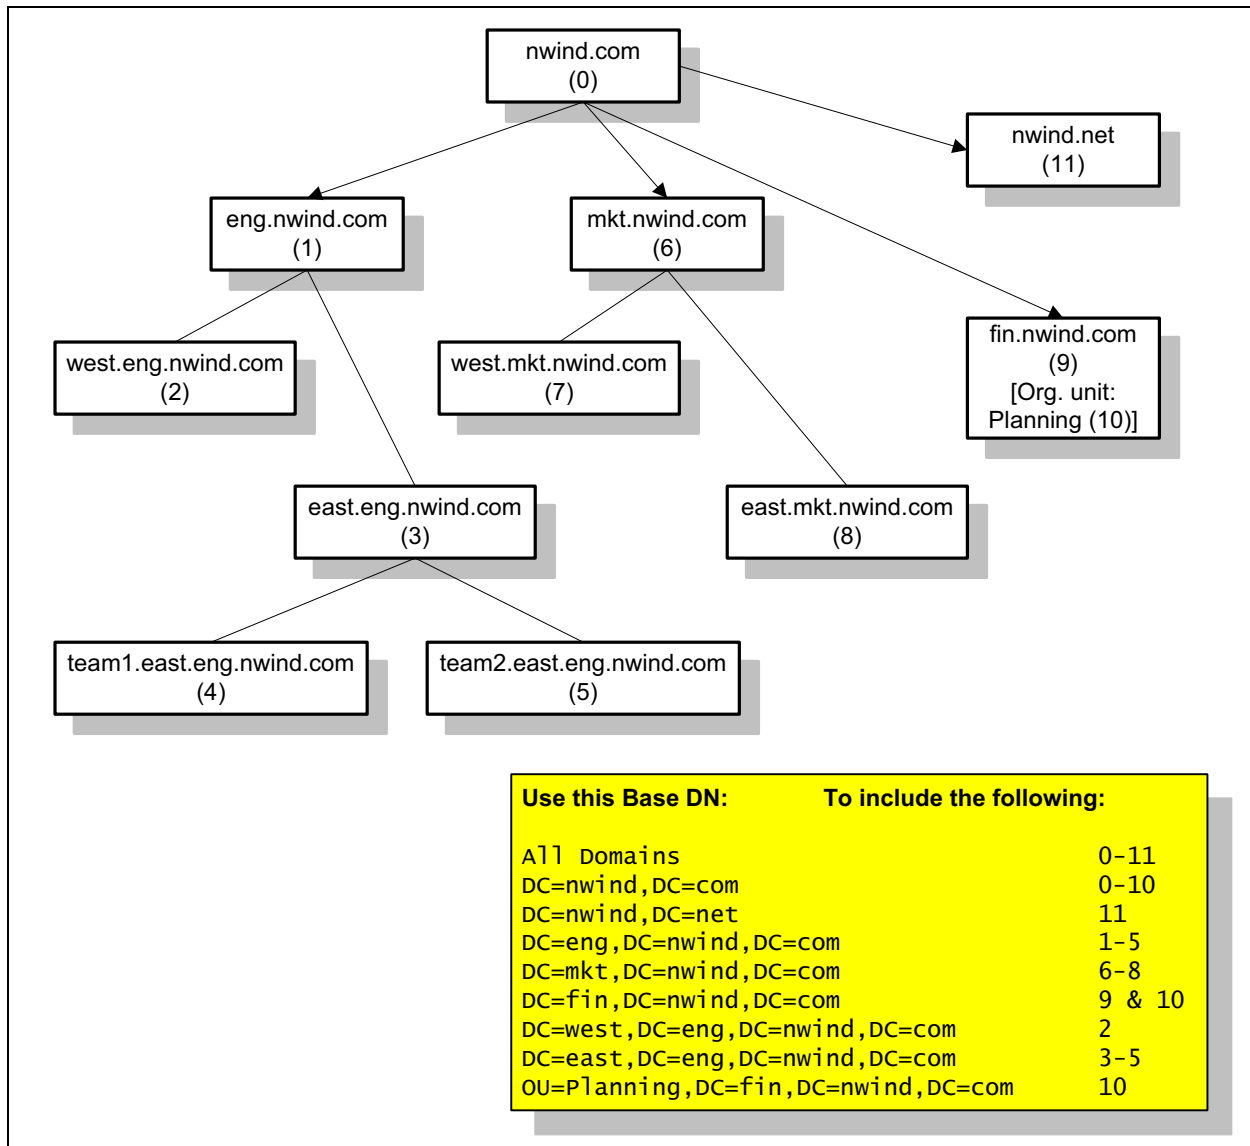 nwind.com
(0)
nwind.net
(11)
eng.nwind.com
(1)
mkt.nwind.com
(6)
fin.nwind.com
(9)
[Org. unit:
Planning (10)]
west.eng.nwind.com
(2)
west.mkt.nwind.com
(7)
east.eng.nwind.com
(3)
east.mkt.nwind.com
(8)
team1.east.eng.nwind.com
(4)
team2.east.eng.nwind.com
(5)
Use this Base DN: To include the following:
All Domains 0-11
DC=nwind,DC=com 0-10
DC=nwind,DC=net 11
DC=eng,DC=nwind,DC=com 1-5
DC=mkt,DC=nwind,DC=com 6-8
DC=fin,DC=nwind,DC=com 9 & 10
DC=west,DC=eng,DC=nwind,DC=com 2
DC=east,DC=eng,DC=nwind,DC=com 3-5
OU=Planning,DC=fin,DC=nwind,DC=com 10